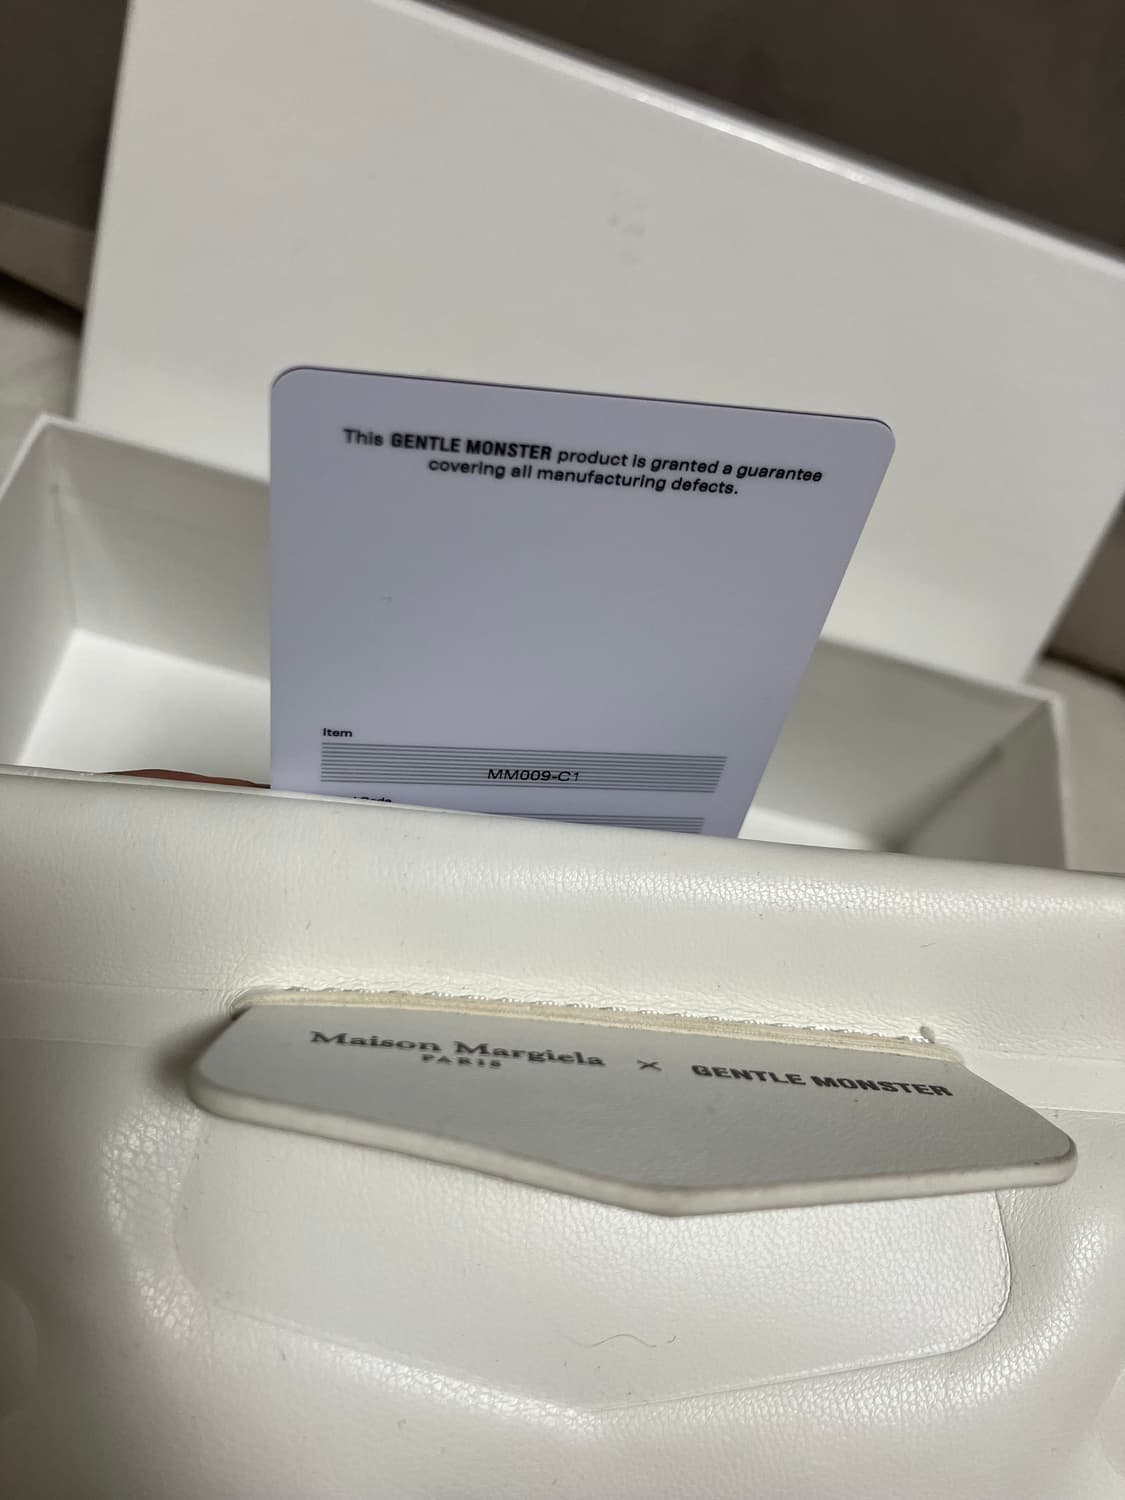 This GENTLE MONSTER product is granted a guarantee
covering all manufacturing defects.
Item
MM009-C1
Code
Maison Margiela × GENTLE MONSTER
PARIS